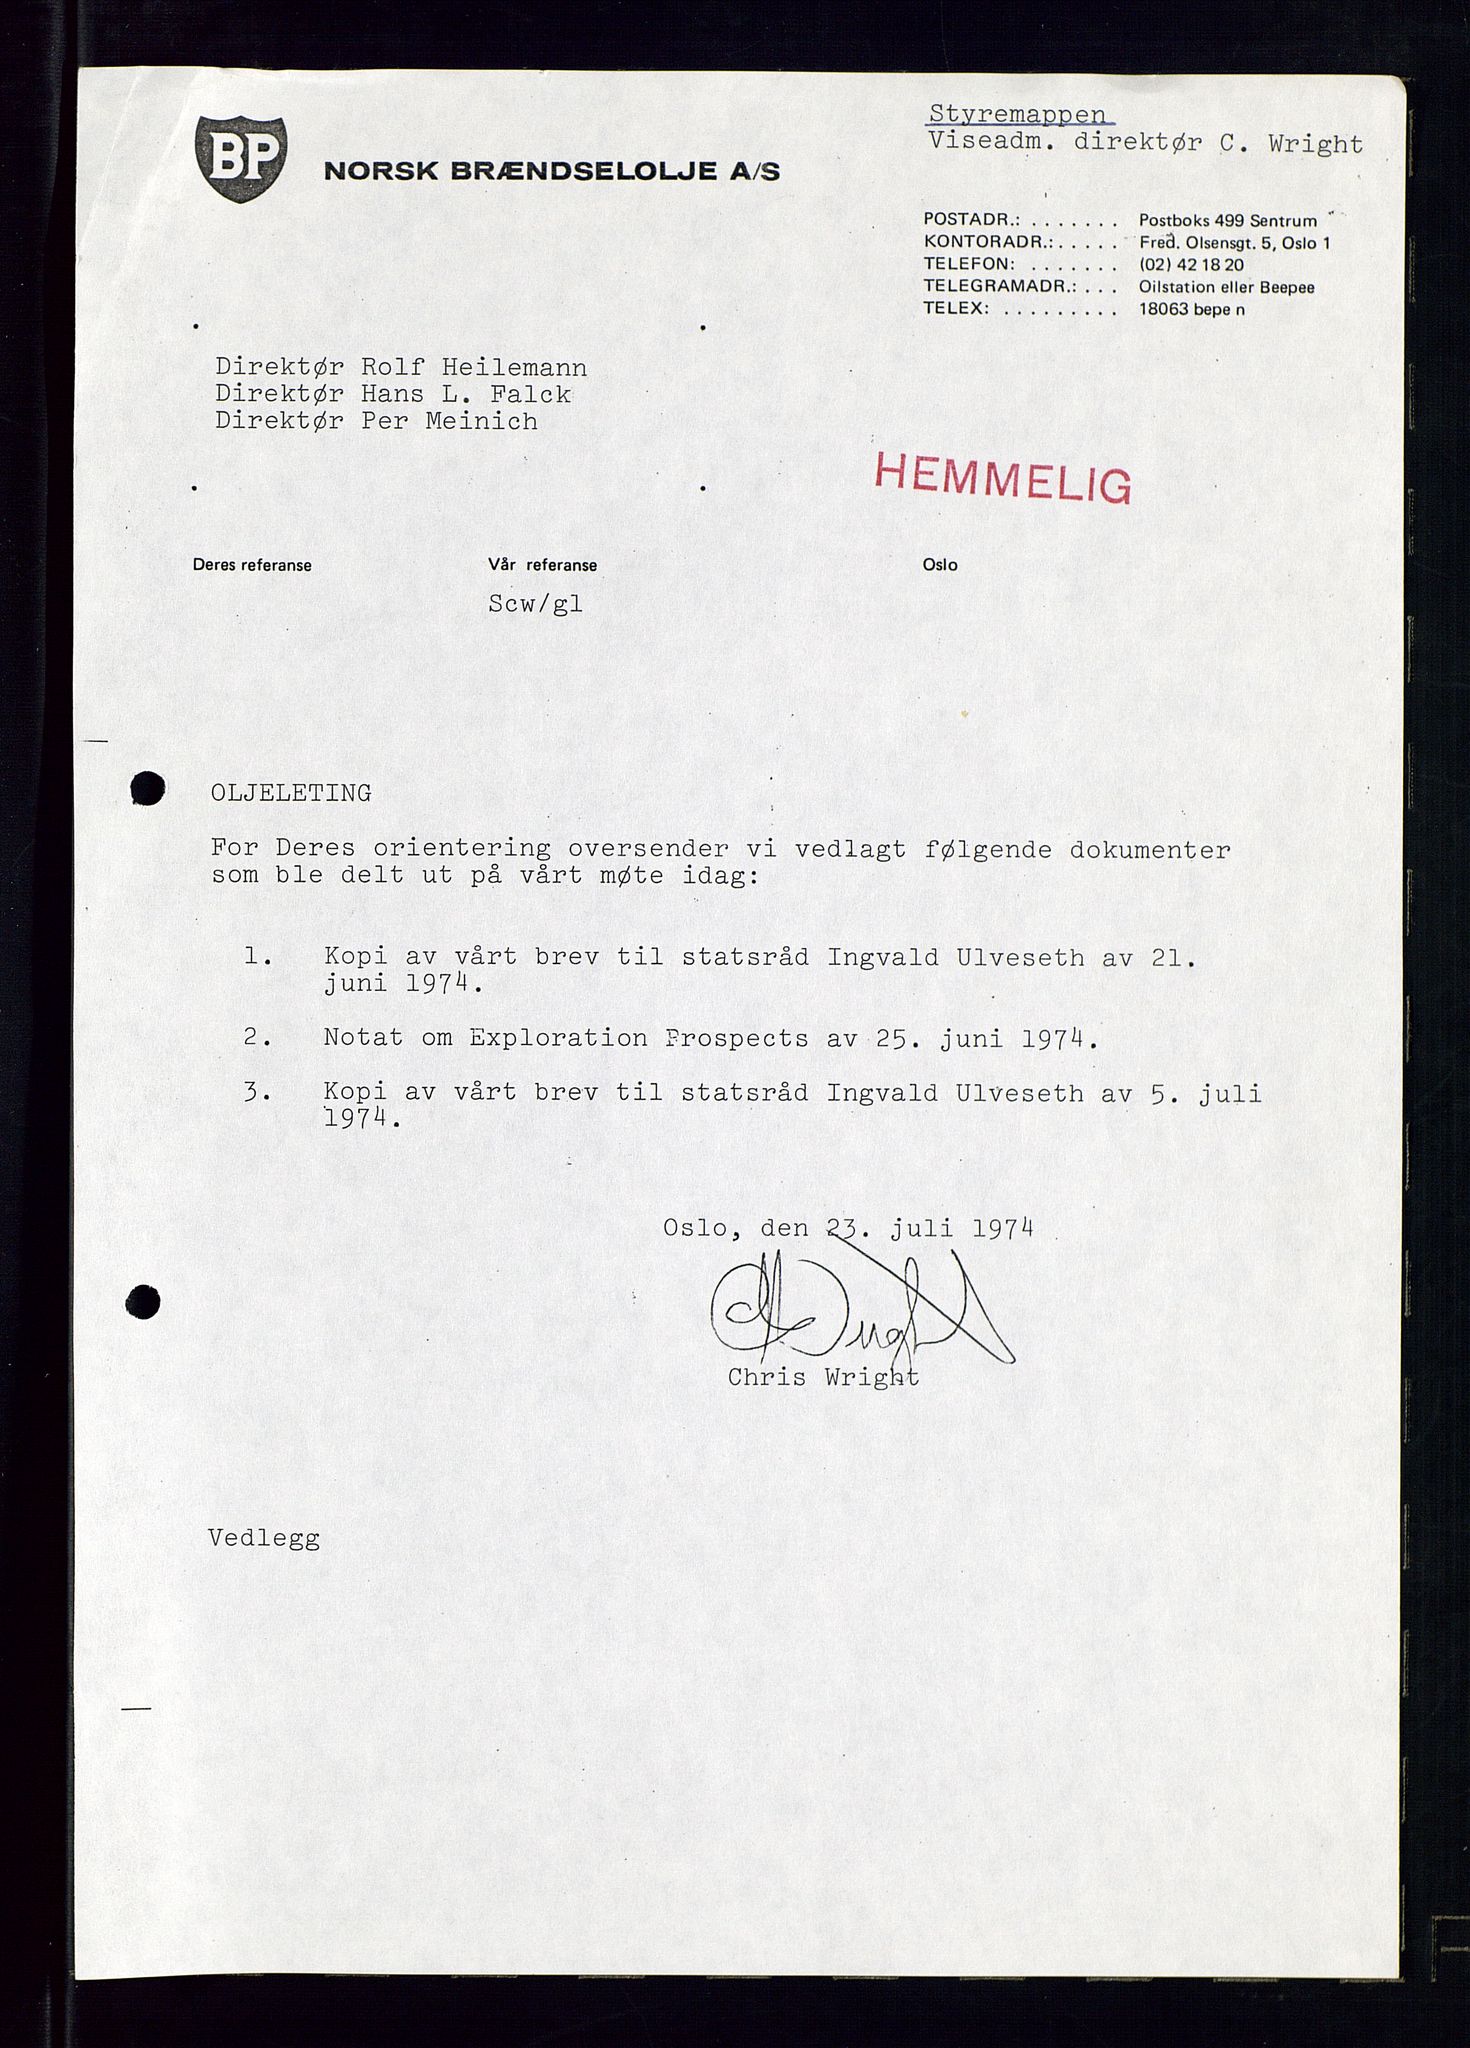 Styremappen
Viseadm. direktør C. Wright
BP
NORSK BRÆNDSELOLJE A/S
POSTADR.: . . . . . . . Postboks 499 Sentrum
KONTORADR.: . . . . . Fred. Olsensgt. 5, Oslo 1
TELEFON: . . . . . . . (02) 42 18 20
TELEGRAMADR.: . . . Oilstation eller Beepee
TELEX: . . . . . . . . . 18063 bepe n
Direktør Rolf Heilemann
Direktør Hans L. Falck
Direktør Per Meinich
HEMMELIG
Deres referanse Vår referanse Oslo
Scw/gl
OLJELETING
For Deres orientering oversender vi vedlagt følgende dokumenter
som ble delt ut på vårt møte idag:
1. Kopi av vårt brev til statsråd Ingvald Ulveseth av 21.
juni 1974.
2. Notat om Exploration Prospects av 25. juni 1974.
3. Kopi av vårt brev til statsråd Ingvald Ulveseth av 5. juli
1974.
Oslo, den 23. juli 1974
Chris Wright
Vedlegg